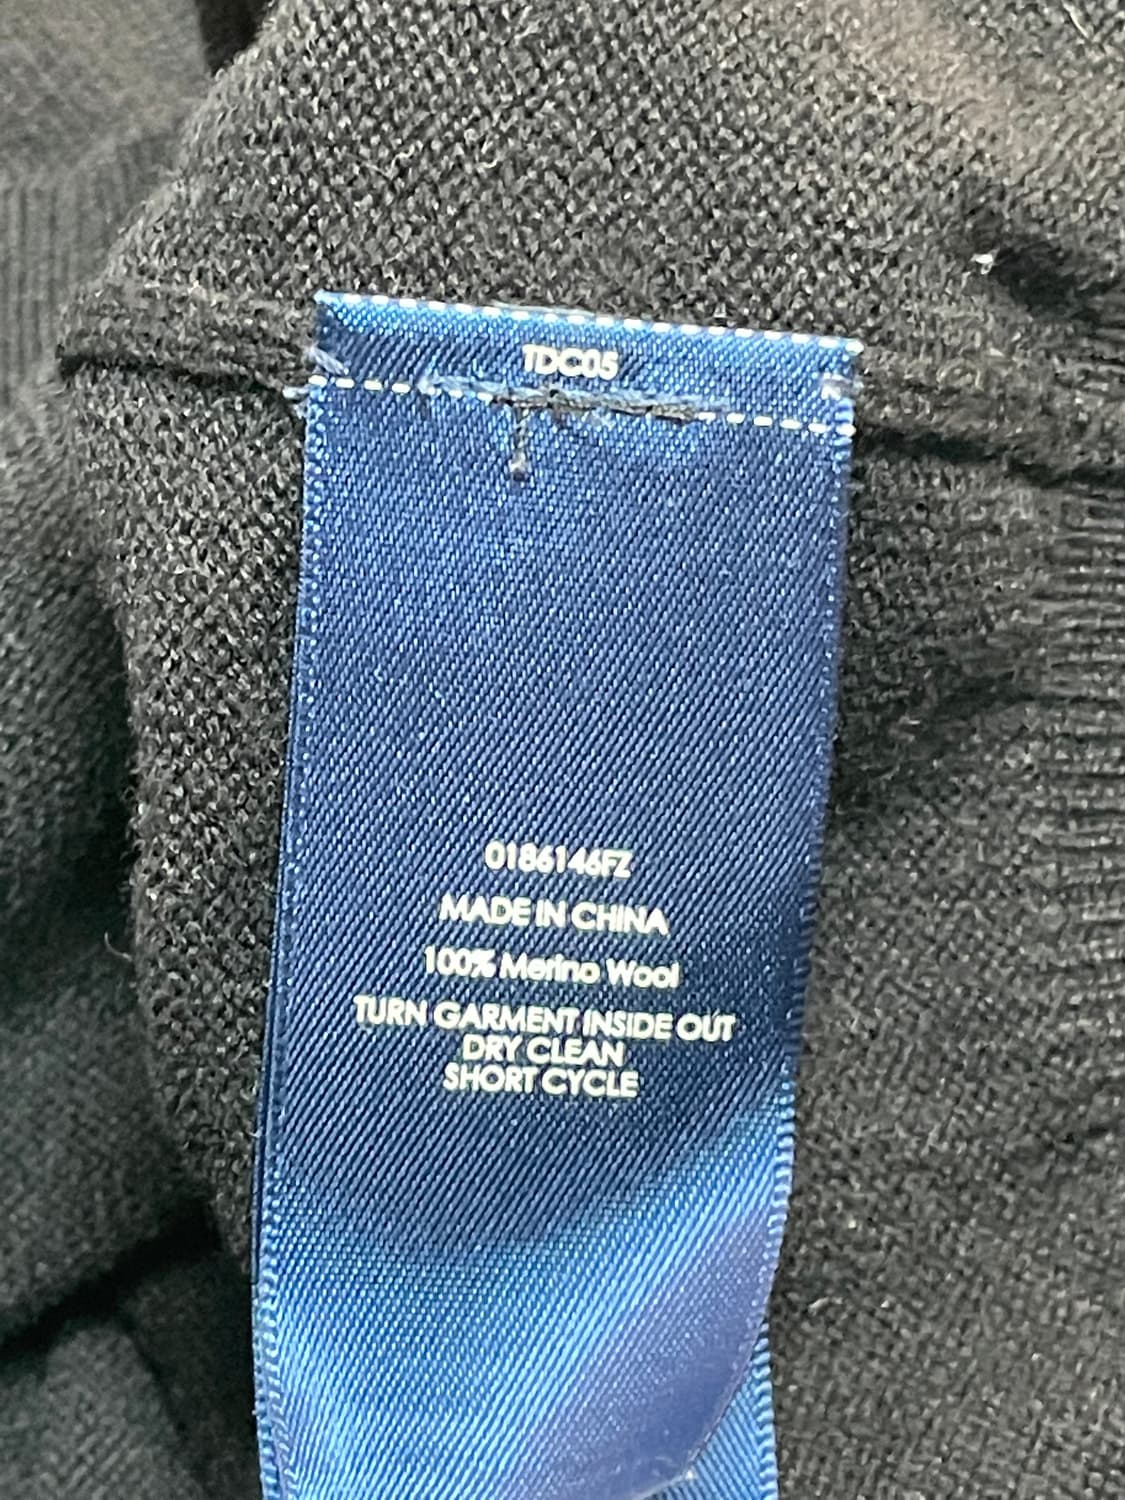 TDC05
0186146FZ
MADE IN CHINA
100% Merino Wool
TURN GARMENT INSIDE OUT
DRY CLEAN
SHORT CYCLE